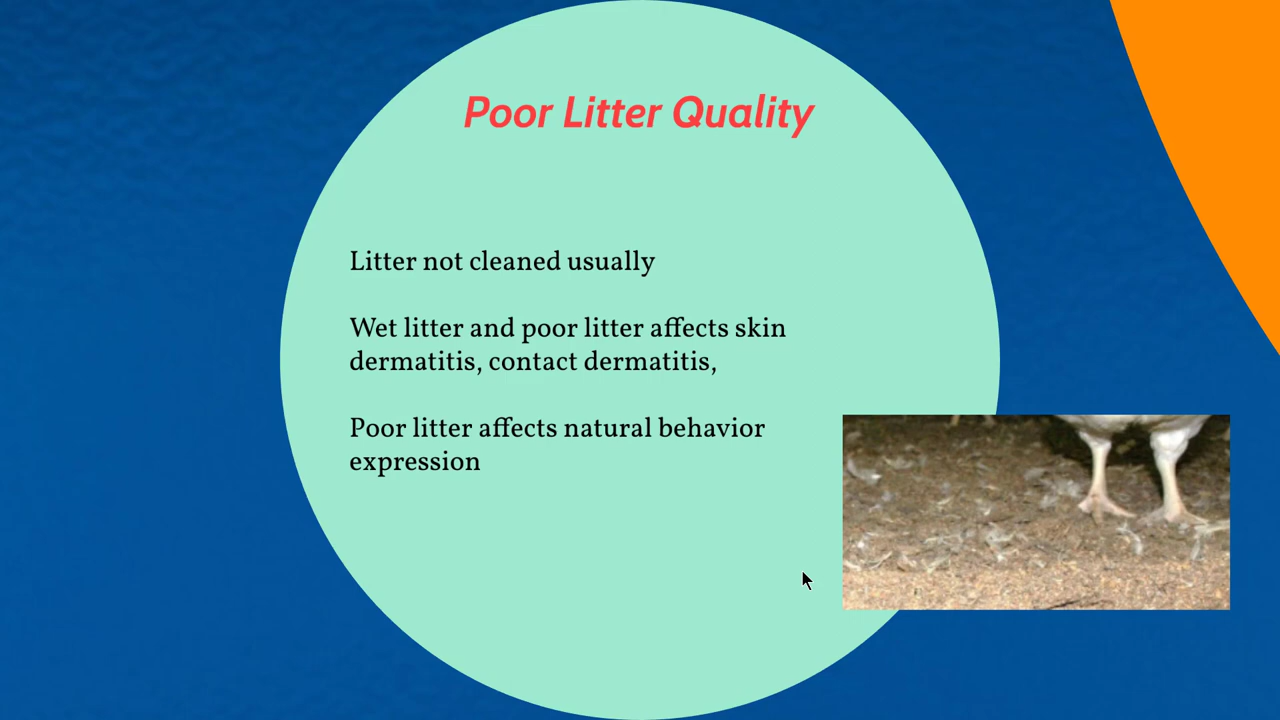 Poor Litter Quality
Litter not cleaned usually
Wet litter and poor litter affects skin
dermatitis, contact dermatitis,
Poor litter affects natural behavior
expression